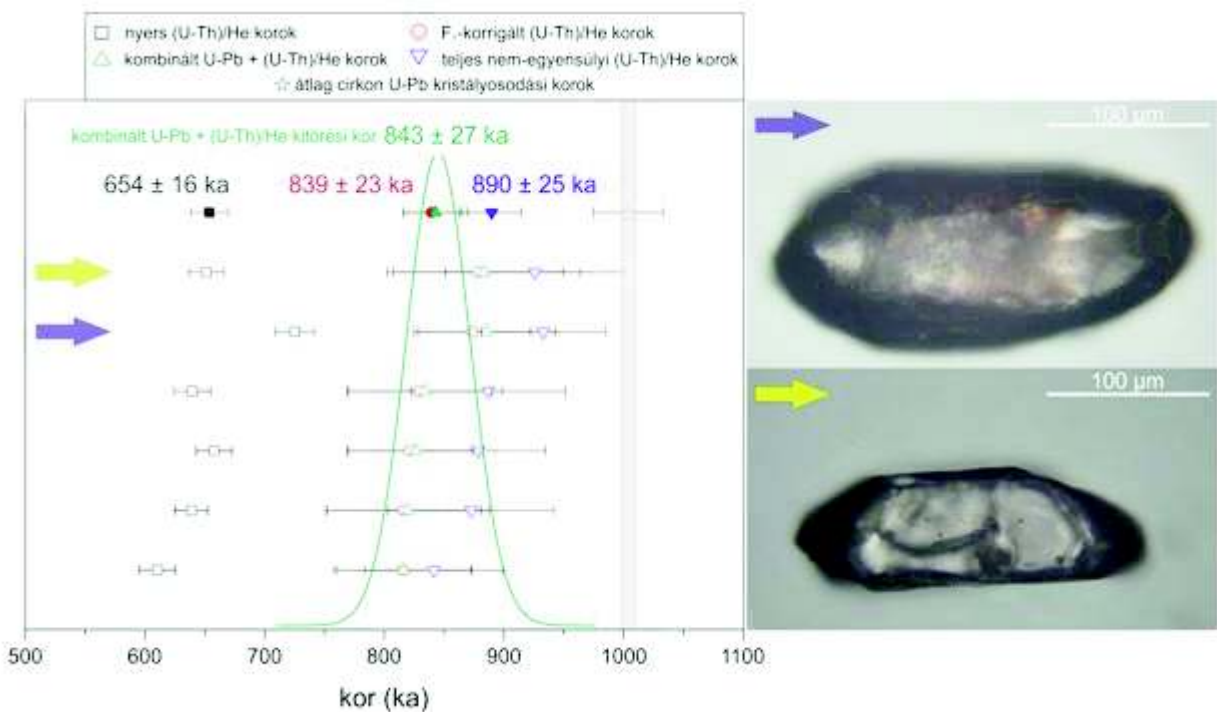 nyers (U-Th)/He korok
F.-korrigált (U-Th)/He korok
kombinált U-Pb + (U-Th)/He korok
teljes nem-egyensúlyi (U-Th)/He korok
átlag cirkon U-Pb kristályosodási korok
kombinált U-Pb + (U-Th)/He kitörési kor 843 ± 27 ka
654 ± 16 ka
839 ± 23 ka
890 ± 25 ka
500
600
700
800
900
1000
1100
kor (ka)
100 µm
100 µm